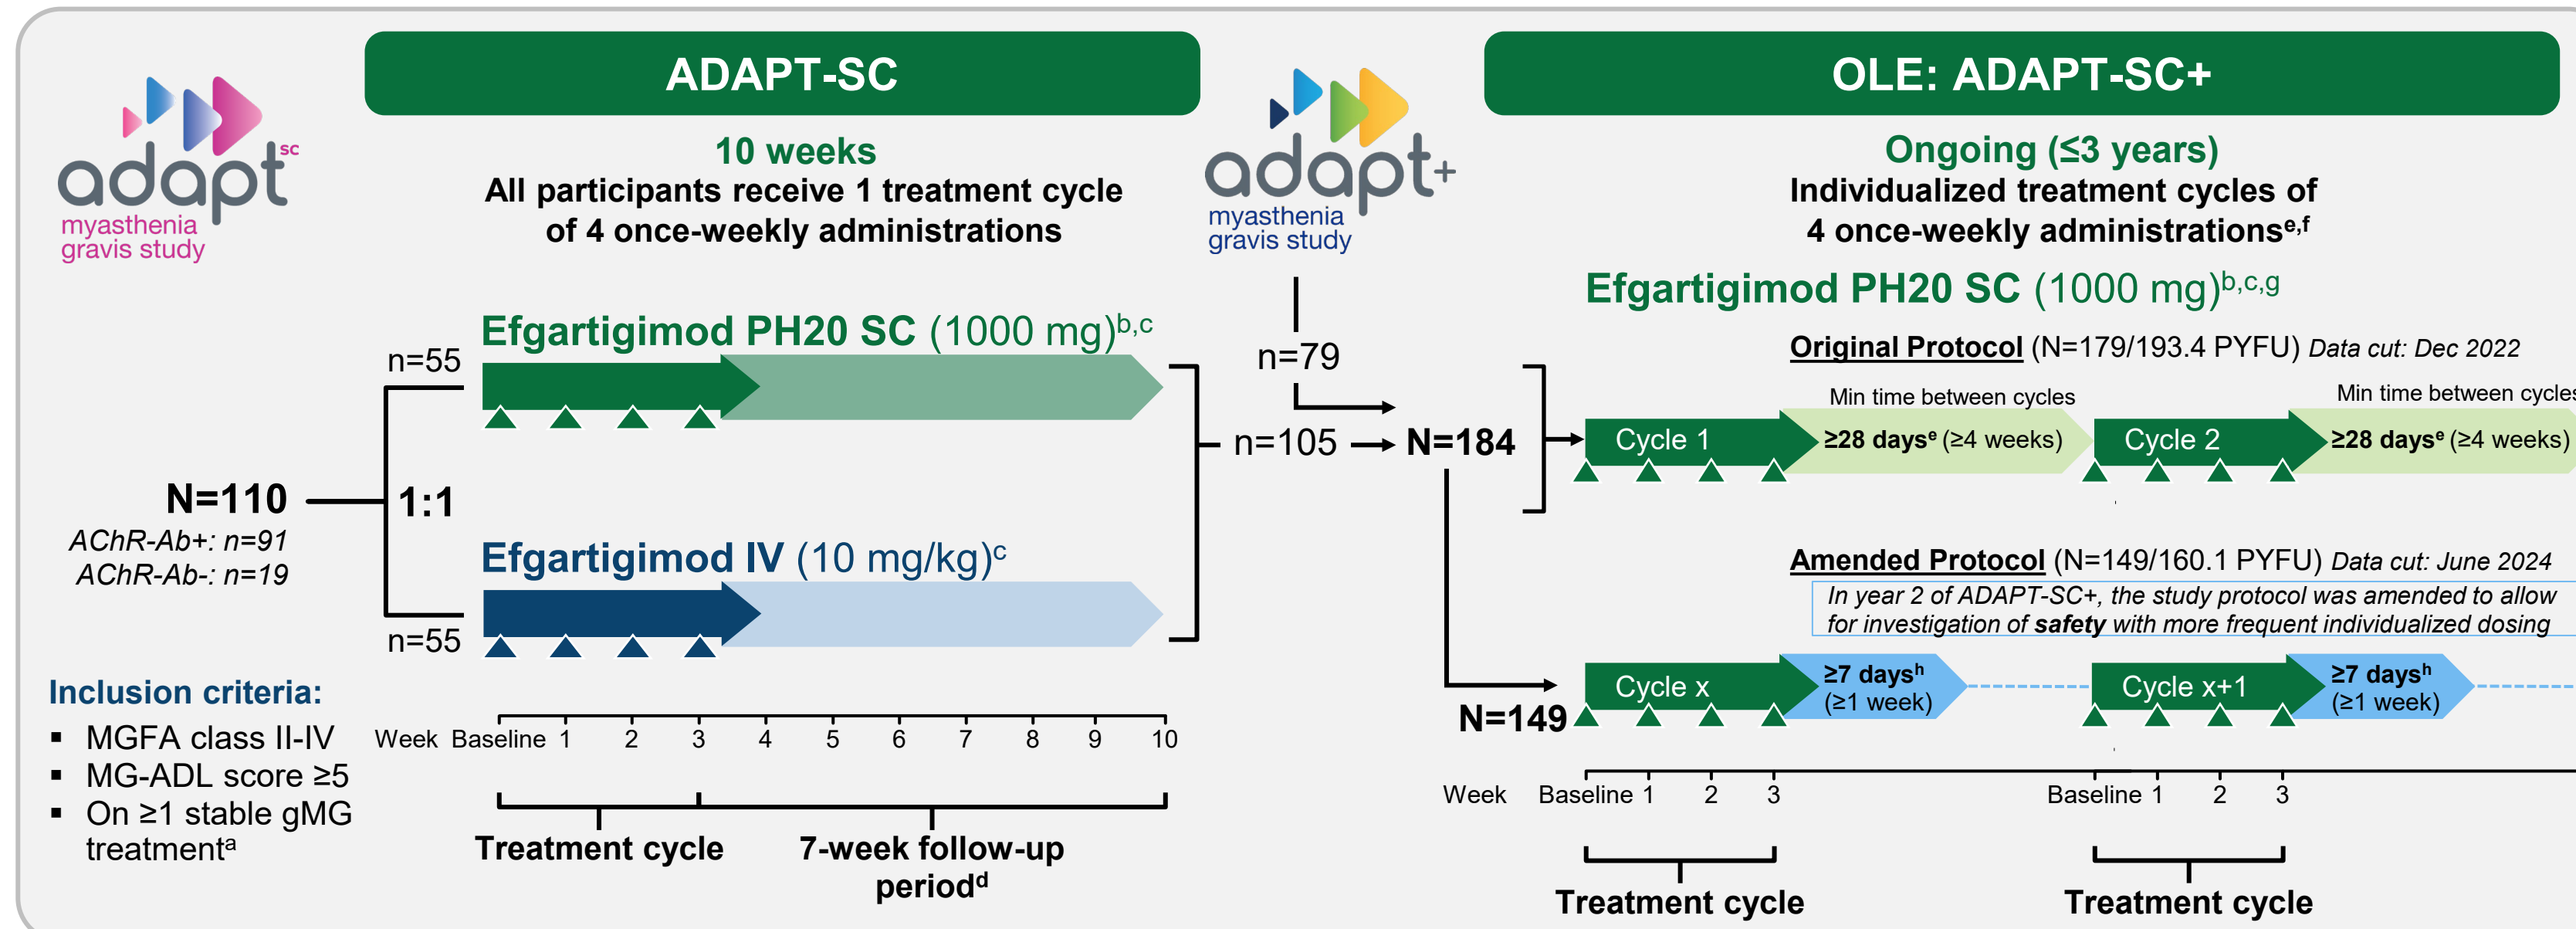 ADAPT-SC
OLE: ADAPT-SC+
adapt sc
myasthenia
gravis study
10 weeks
All participants receive 1 treatment cycle
of 4 once-weekly administrations
adapt+
myasthenia
gravis study
Ongoing (≤3 years)
Individualized treatment cycles of
4 once-weekly administrationsᵉ,ᶠ
Efgartigimod PH20 SC (1000 mg)ᵇ,ᶜ,ᵍ
Efgartigimod PH20 SC (1000 mg)ᵇ,ᶜ
n=55
n=79
Original Protocol (N=179/193.4 PYFU) Data cut: Dec 2022
Min time between cycles
Min time between cycles
Cycle 1
≥28 daysᵉ (≥4 weeks)
Cycle 2
≥28 daysᵉ (≥4 weeks)
n=105
N=184
N=110
1:1
AChR-Ab+: n=91
AChR-Ab-: n=19
Efgartigimod IV (10 mg/kg)ᶜ
n=55
Amended Protocol (N=149/160.1 PYFU) Data cut: June 2024
In year 2 of ADAPT-SC+, the study protocol was amended to allow
for investigation of safety with more frequent individualized dosing
N=149
Cycle x
≥7 daysʰ
(≥1 week)
Cycle x+1
≥7 daysʰ
(≥1 week)
Inclusion criteria:
▪ MGFA class II-IV
▪ MG-ADL score ≥5
▪ On ≥1 stable gMG
treatmentᵃ
Week Baseline 1 2 3 4 5 6 7 8 9 10
Treatment cycle
7-week follow-up
periodᵈ
Week Baseline 1 2 3 Baseline 1 2 3
Treatment cycle
Treatment cycle